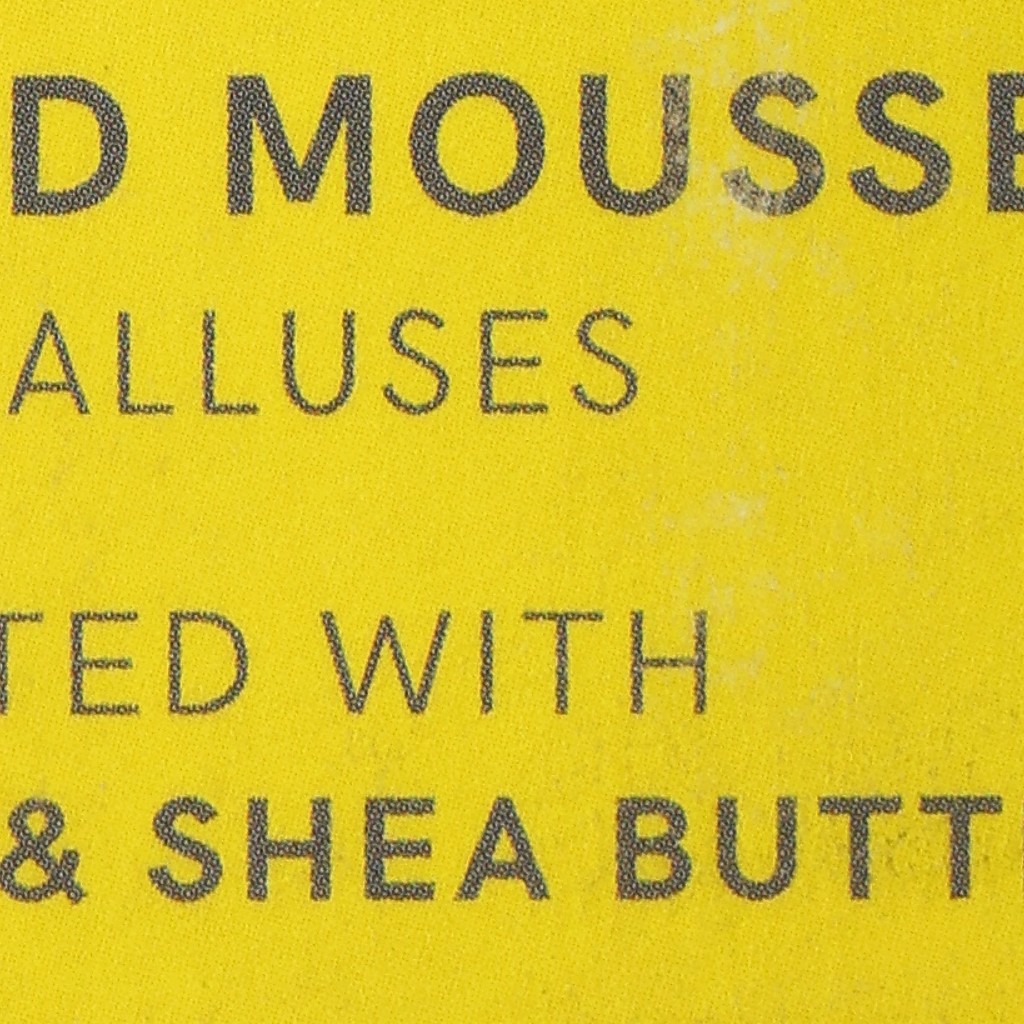 D MOUSSE
ALLUSES
TED WITH
& SHEA BUTT